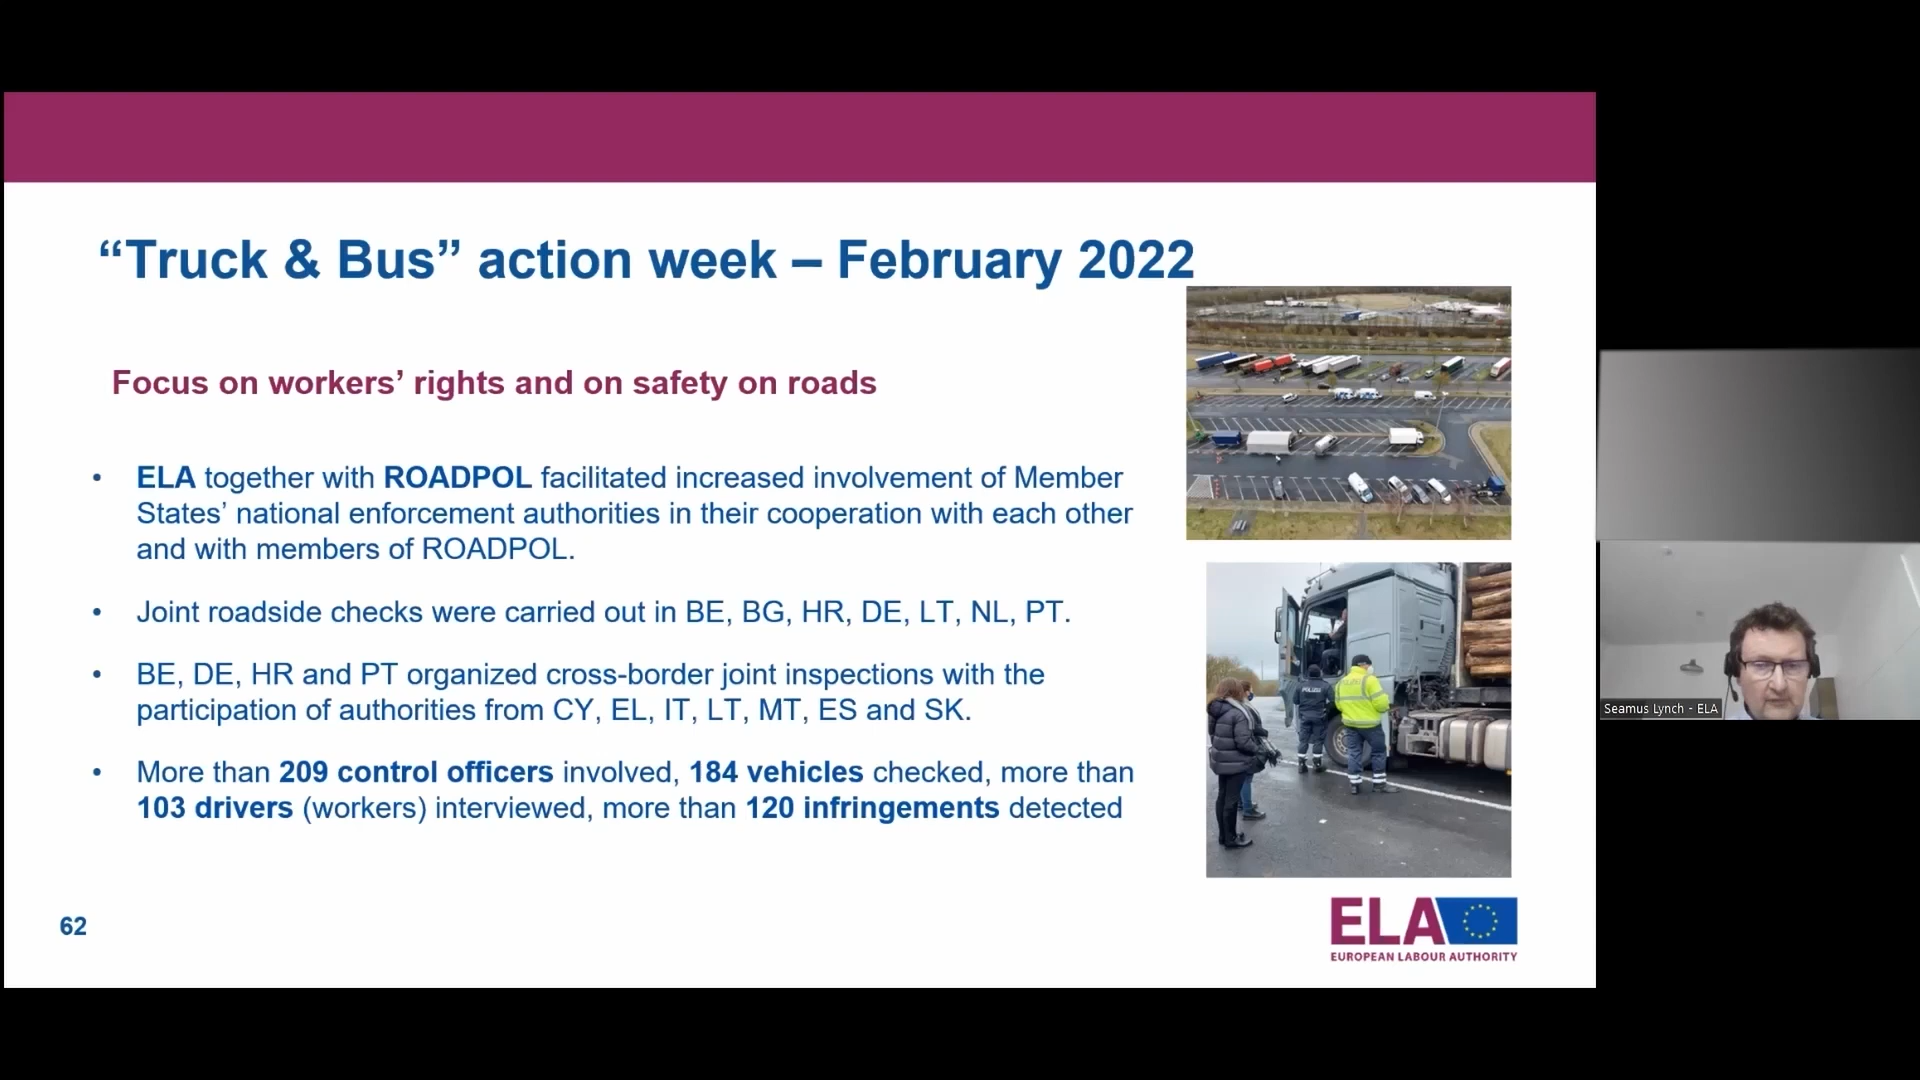 “Truck & Bus” action week – February 2022
Focus on workers’ rights and on safety on roads
• ELA together with ROADPOL facilitated increased involvement of Member
States’ national enforcement authorities in their cooperation with each other
and with members of ROADPOL.
• Joint roadside checks were carried out in BE, BG, HR, DE, LT, NL, PT.
• BE, DE, HR and PT organized cross-border joint inspections with the
participation of authorities from CY, EL, IT, LT, MT, ES and SK.
• More than 209 control officers involved, 184 vehicles checked, more than
103 drivers (workers) interviewed, more than 120 infringements detected
62
ELA
EUROPEAN LABOUR AUTHORITY
Seamus Lynch - ELA